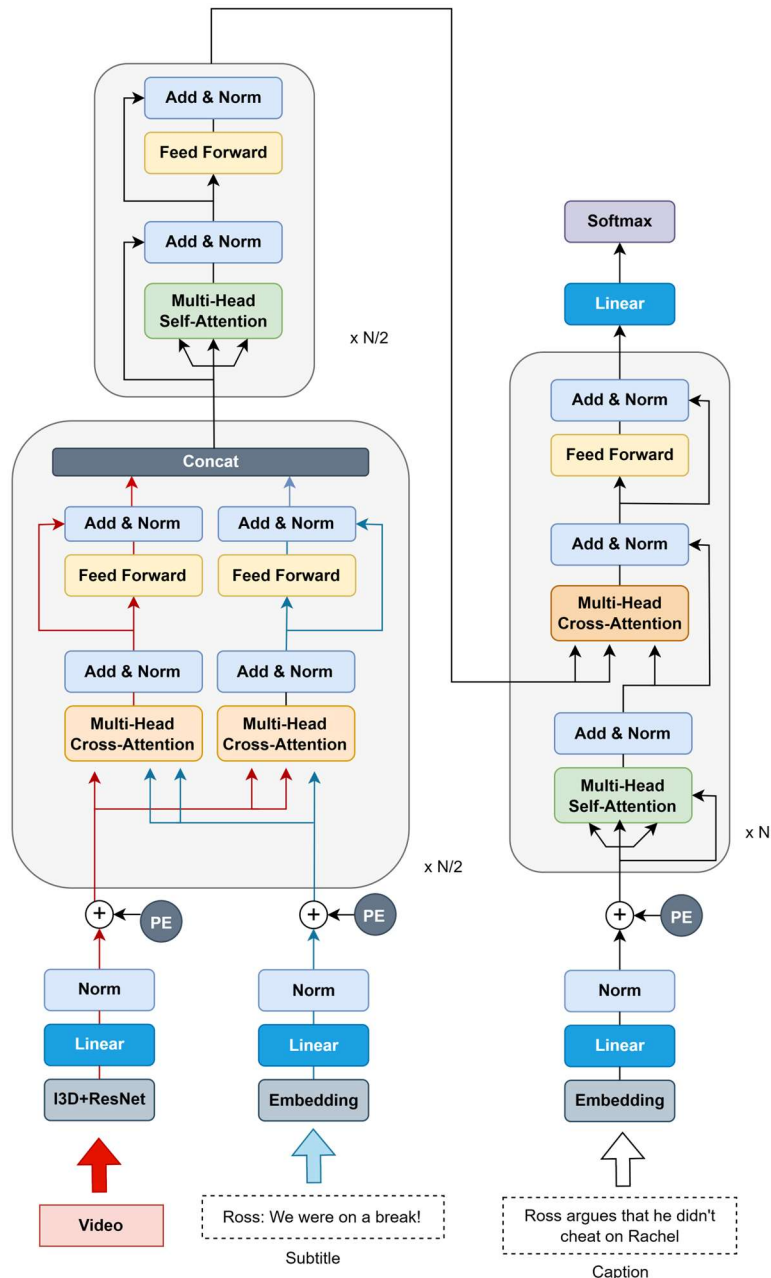 Add & Norm
Feed Forward
Add & Norm
Multi-Head
Self-Attention
x N/2
Concat
Add & Norm
Add & Norm
Feed Forward
Feed Forward
Add & Norm
Add & Norm
Multi-Head
Cross-Attention
Multi-Head
Cross-Attention
x N/2
+
PE
+
PE
Norm
Norm
Linear
Linear
I3D+ResNet
Embedding
Video
Ross: We were on a break!
Subtitle
Softmax
Linear
Add & Norm
Feed Forward
Add & Norm
Multi-Head
Cross-Attention
Add & Norm
Multi-Head
Self-Attention
x N
+
PE
Norm
Linear
Embedding
Ross argues that he didn't
cheat on Rachel
Caption